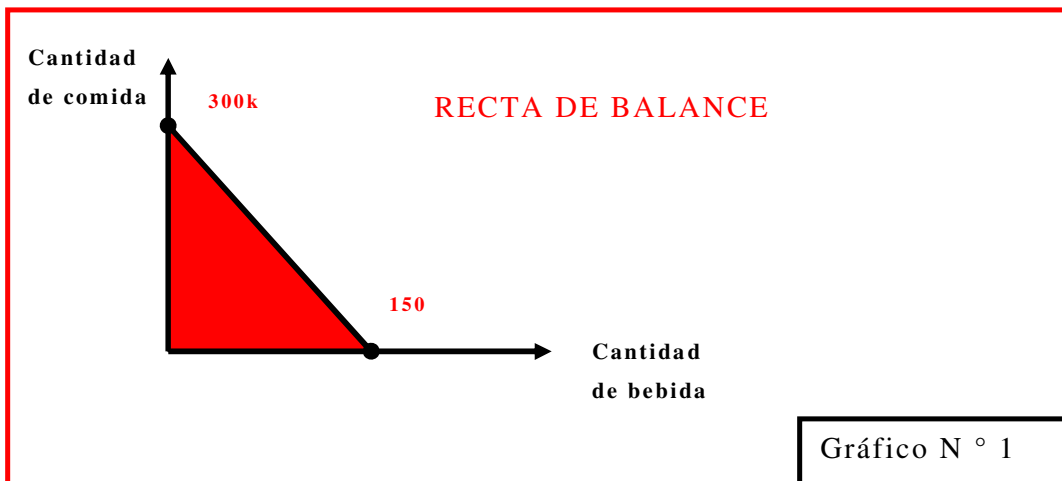 Cantidad
de comida
300k
RECTA DE BALANCE
150
Cantidad
de bebida
Gráfico N ° 1